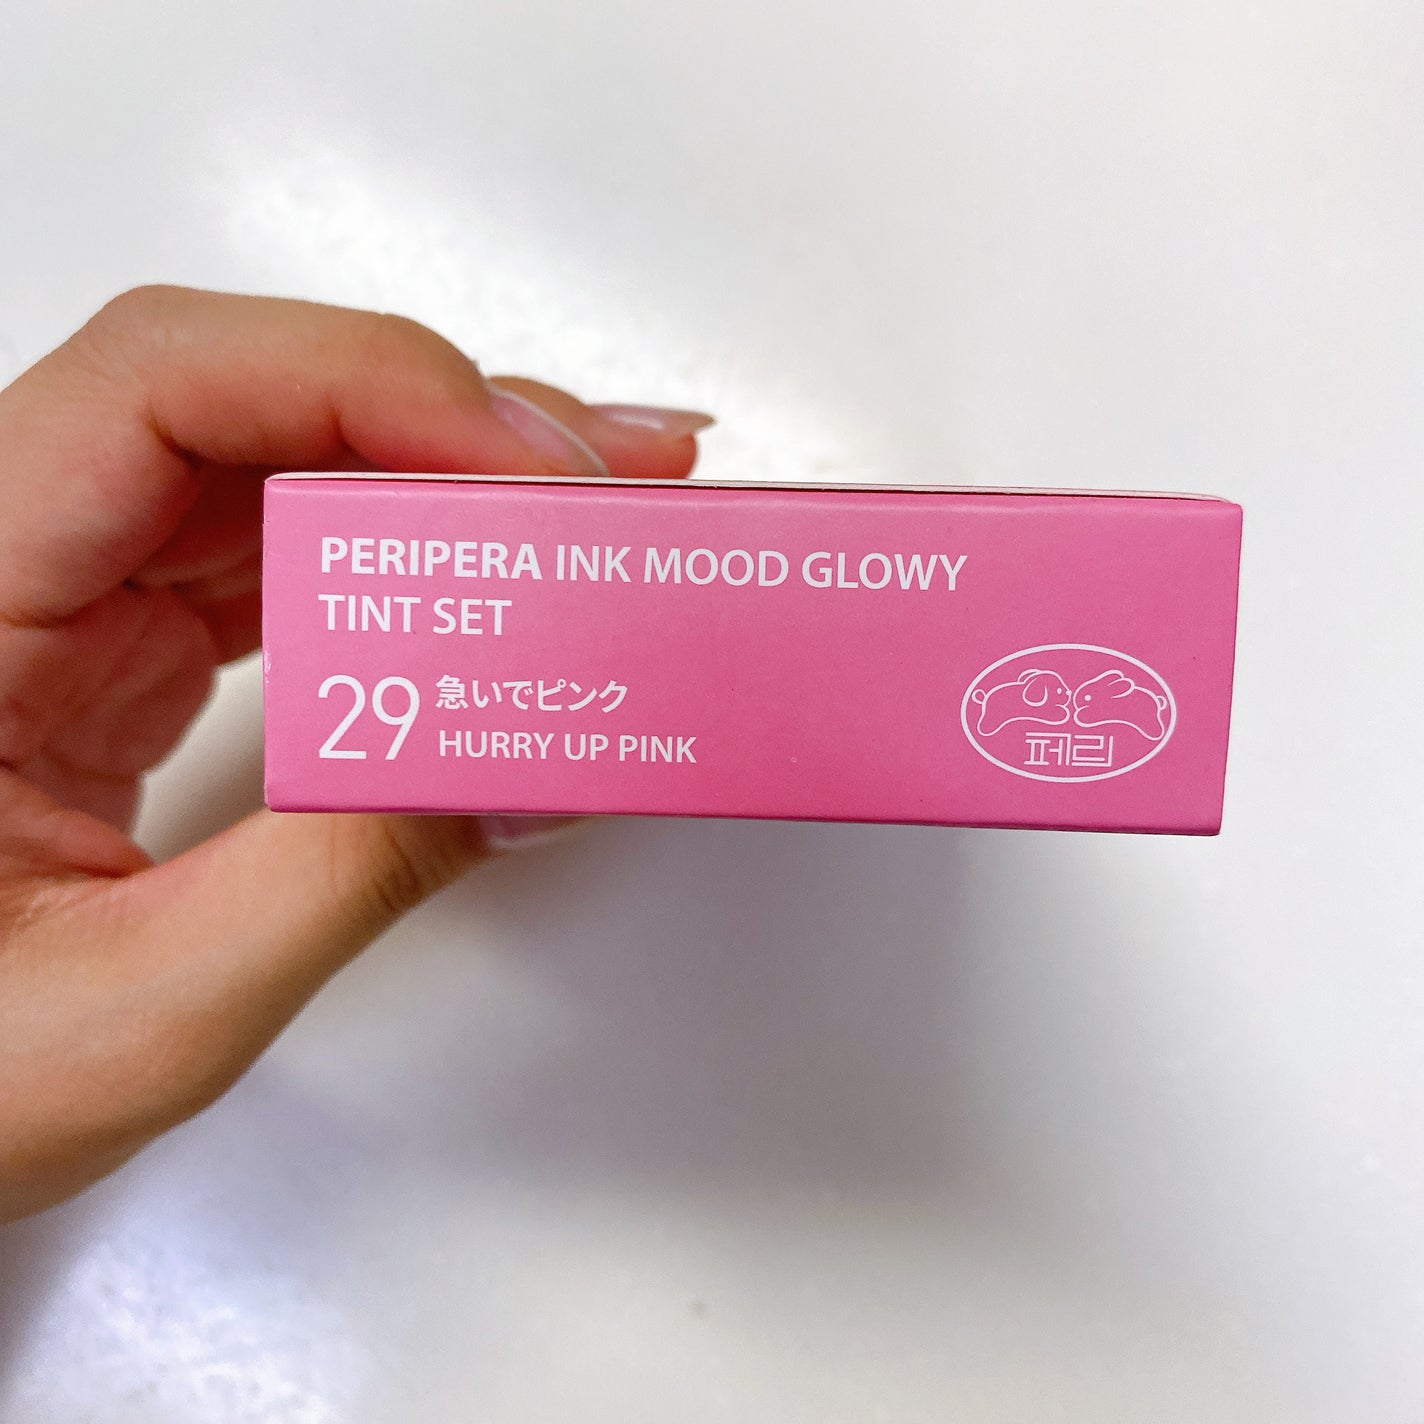 PERIPERA INK MOOD GLOWY
TINT SET
29 急いでピンク
HURRY UP PINK
페리